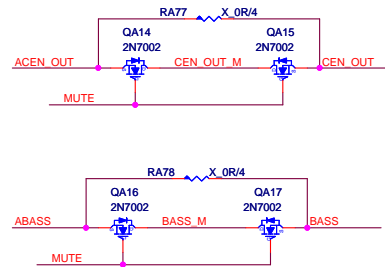 RA77 X_0R/4
QA14 QA15
2N7002 2N7002
ACEN_OUT CEN_OUT_M CEN_OUT
MUTE
RA78 X_0R/4
QA16 QA17
2N7002 2N7002
ABASS BASS_M BASS
MUTE